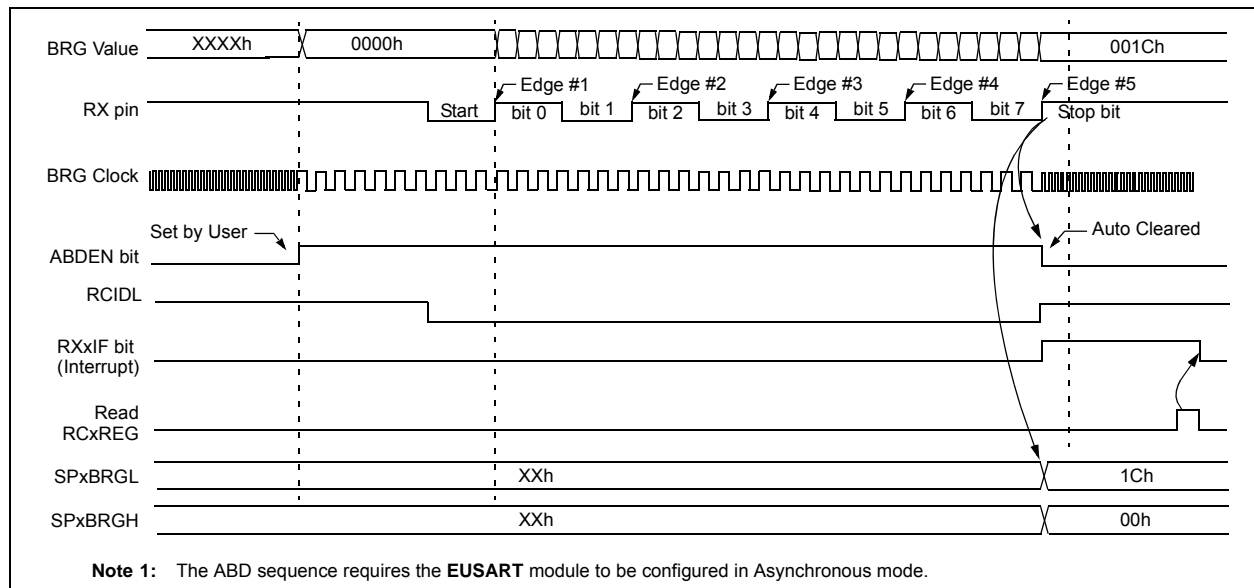 BRG Value XXXXh 0000h 001Ch
Edge #1 Edge #2 Edge #3 Edge #4 Edge #5
RX pin Start bit 0 bit 1 bit 2 bit 3 bit 4 bit 5 bit 6 bit 7 Stop bit
BRG Clock
Set by User Auto Cleared
ABDEN bit
RCIDL
RXxIF bit
(Interrupt)
Read
RCxREG
SPxBRGL XXh 1Ch
SPxBRGH XXh 00h
Note 1: The ABD sequence requires the EUSART module to be configured in Asynchronous mode.